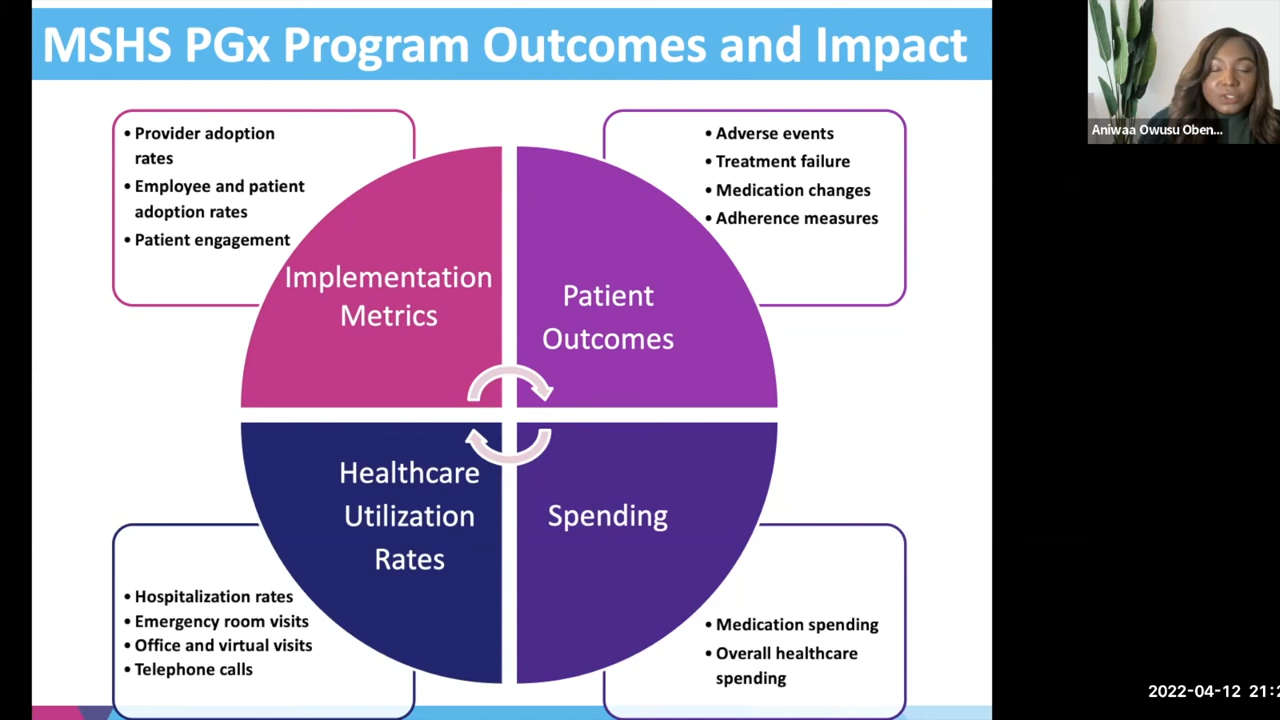 MSHS PGx Program Outcomes and Impact
Aniwaa Owusu Oben...
• Provider adoption
rates
• Employee and patient
adoption rates
• Patient engagement
• Adverse events
• Treatment failure
• Medication changes
• Adherence measures
Implementation
Metrics
Patient
Outcomes
Healthcare
Utilization
Rates
Spending
• Hospitalization rates
• Emergency room visits
• Office and virtual visits
• Telephone calls
• Medication spending
• Overall healthcare
spending
2022-04-12 21:2